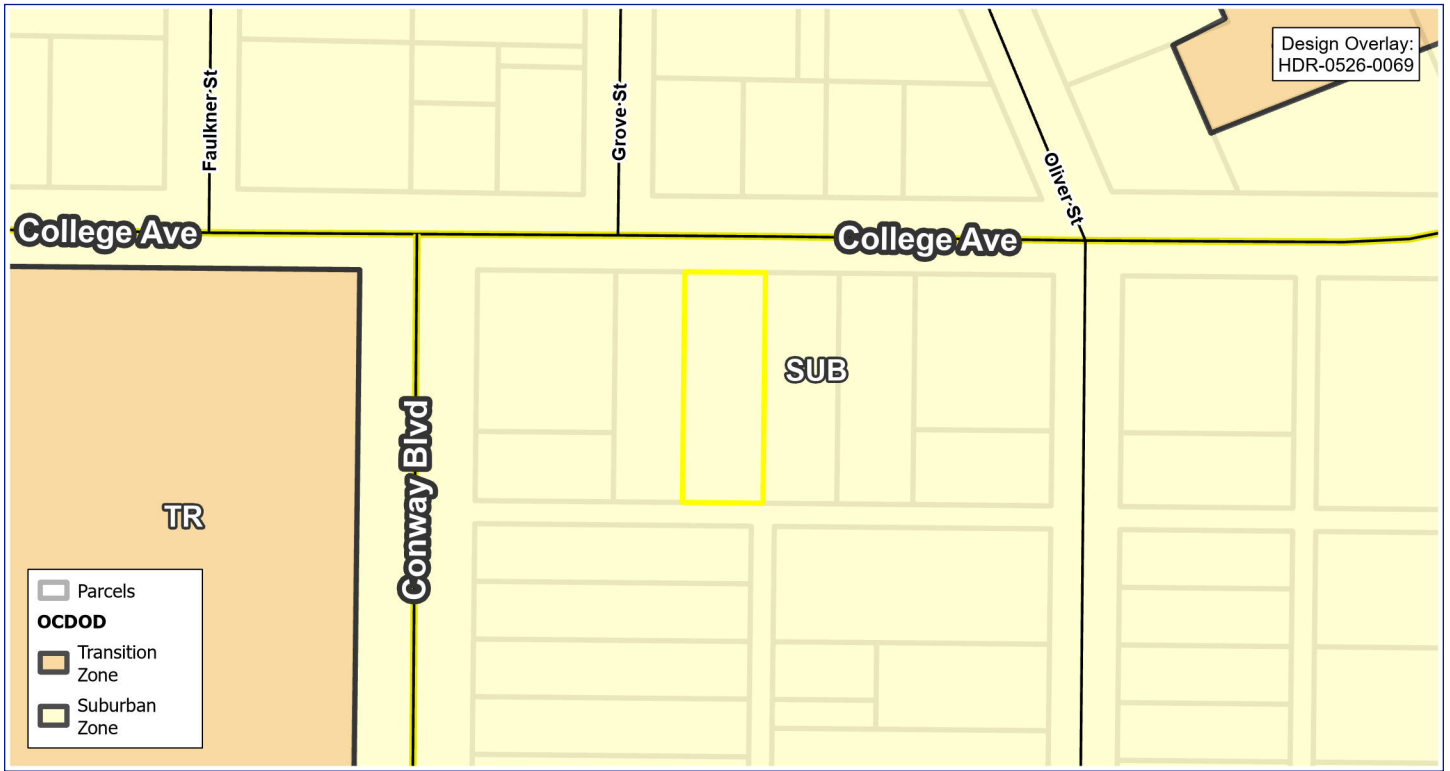 Design Overlay:
HDR-0526-0069
Faulkner St
Grove St
Oliver St
College Ave
College Ave
SUB
Conway Blvd
TR
Parcels
OCDOD
Transition
Zone
Suburban
Zone